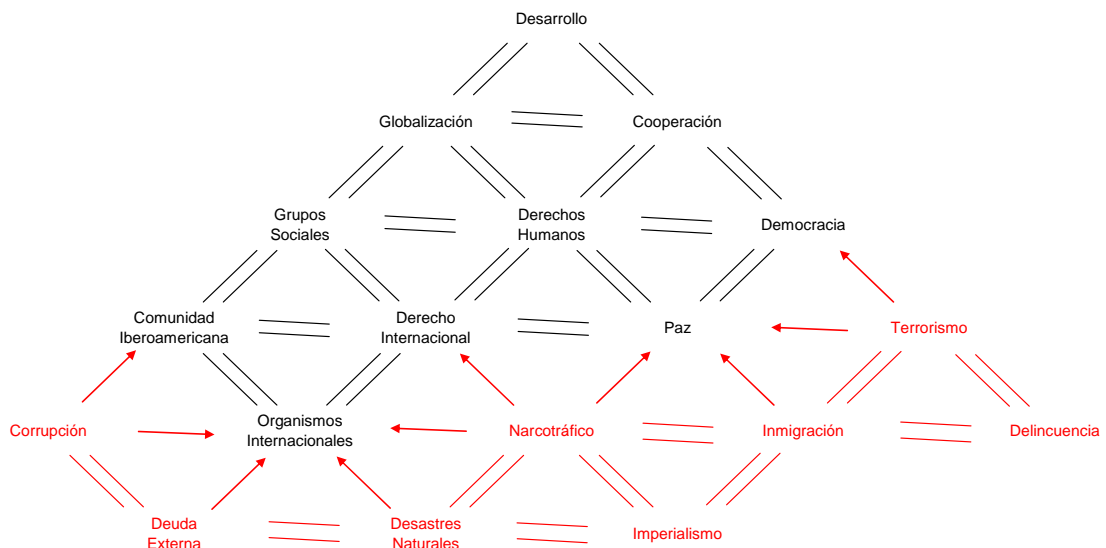 Desarrollo
Globalización
Cooperación
Grupos
Sociales
Derechos
Humanos
Democracia
Comunidad
Iberoamericana
Derecho
Internacional
Paz
Terrorismo
Corrupción
Organismos
Internacionales
Narcotráfico
Inmigración
Delincuencia
Deuda
Externa
Desastres
Naturales
Imperialismo